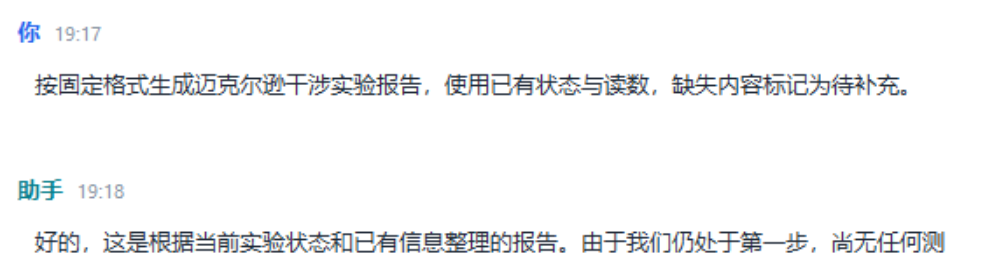 你 19:17
按固定格式生成迈克尔逊干涉实验报告，使用已有状态与读数，缺失内容标记为待补充。
助手 19:18
好的，这是根据当前实验状态和已有信息整理的报告。由于我们仍处于第一步，尚无任何测